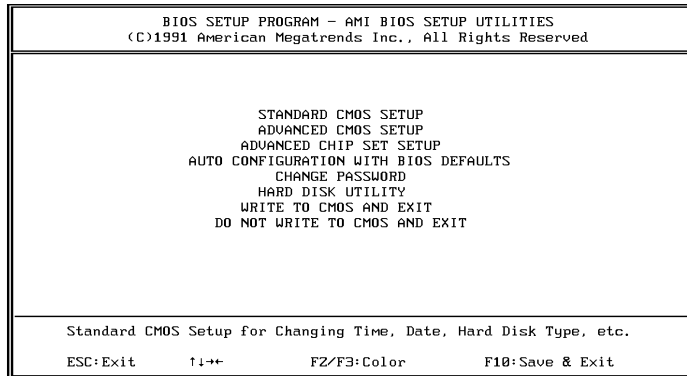 BIOS SETUP PROGRAM - AMI BIOS SETUP UTILITIES
(C)1991 American Megatrends Inc., All Rights Reserved
STANDARD CMOS SETUP
ADVANCED CMOS SETUP
ADVANCED CHIP SET SETUP
AUTO CONFIGURATION WITH BIOS DEFAULTS
CHANGE PASSWORD
HARD DISK UTILITY
WRITE TO CMOS AND EXIT
DO NOT WRITE TO CMOS AND EXIT
Standard CMOS Setup for Changing Time, Date, Hard Disk Type, etc.
ESC:Exit ↑↓→← F2/F3:Color F10:Save & Exit